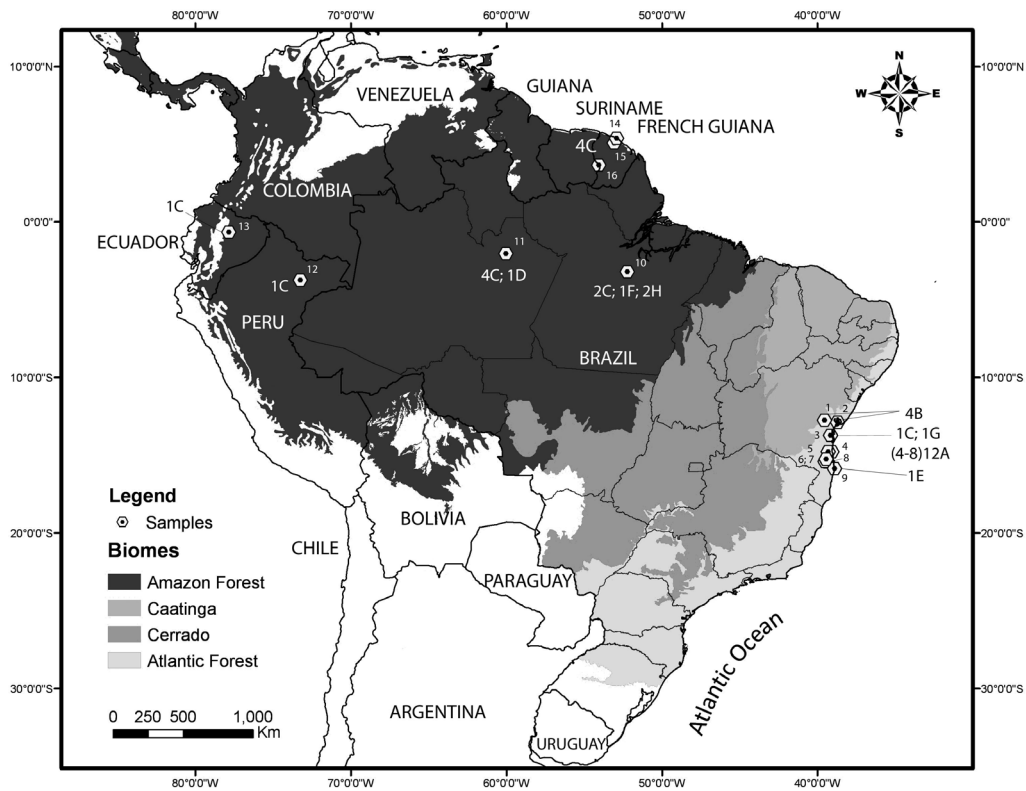 80°0'0"W 70°0'0"W 60°0'0"W 50°0'0"W 40°0'0"W
10°0'0"N 10°0'0"N
N
W E
S
VENEZUELA
GUIANA
SURINAME
14
FRENCH GUIANA
4C
15
16
COLOMBIA
1C
13
0°0'0" 0°0'0"
ECUADOR
11
4C; 1D
12
1C
10
2C; 1F; 2H
PERU
BRAZIL
10°0'0"S 10°0'0"S
1 2
4B
3
1C; 1G
4
5
(4-8)12A
6; 7
8
1E
9
Legend
Samples
Biomes
Amazon Forest
Caatinga
Cerrado
Atlantic Forest
BOLIVIA
20°0'0"S 20°0'0"S
CHILE
PARAGUAY
Atlantic Ocean
30°0'0"S 30°0'0"S
0 250 500 1,000
Km
ARGENTINA
URUGUAY
80°0'0"W 70°0'0"W 60°0'0"W 50°0'0"W 40°0'0"W